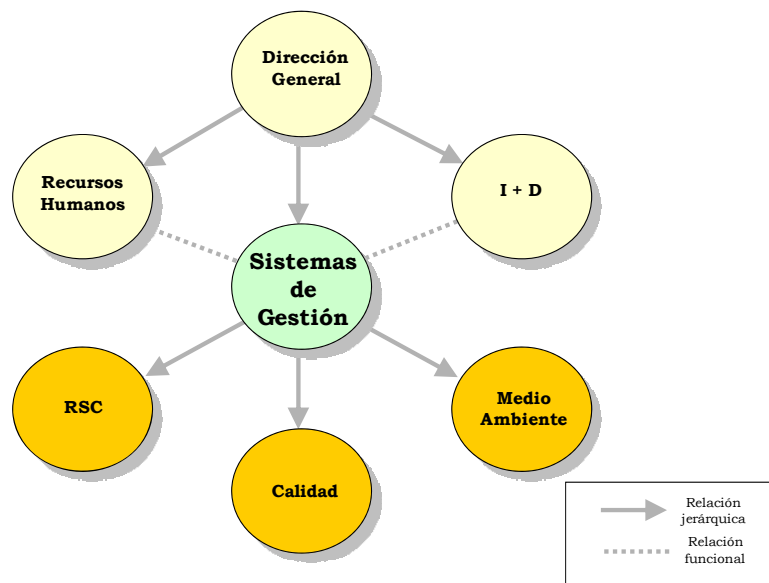 Dirección
General
Recursos
Humanos
I + D
Sistemas
de
Gestión
RSC
Medio
Ambiente
Calidad
Relación
jerárquica
Relación
funcional